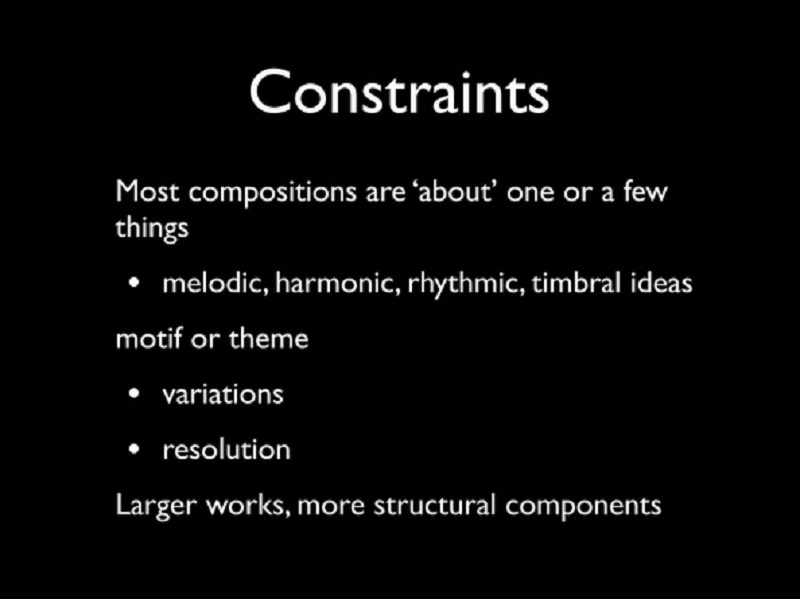 Constraints
Most compositions are ‘about’ one or a few
things
• melodic, harmonic, rhythmic, timbral ideas
motif or theme
• variations
• resolution
Larger works, more structural components